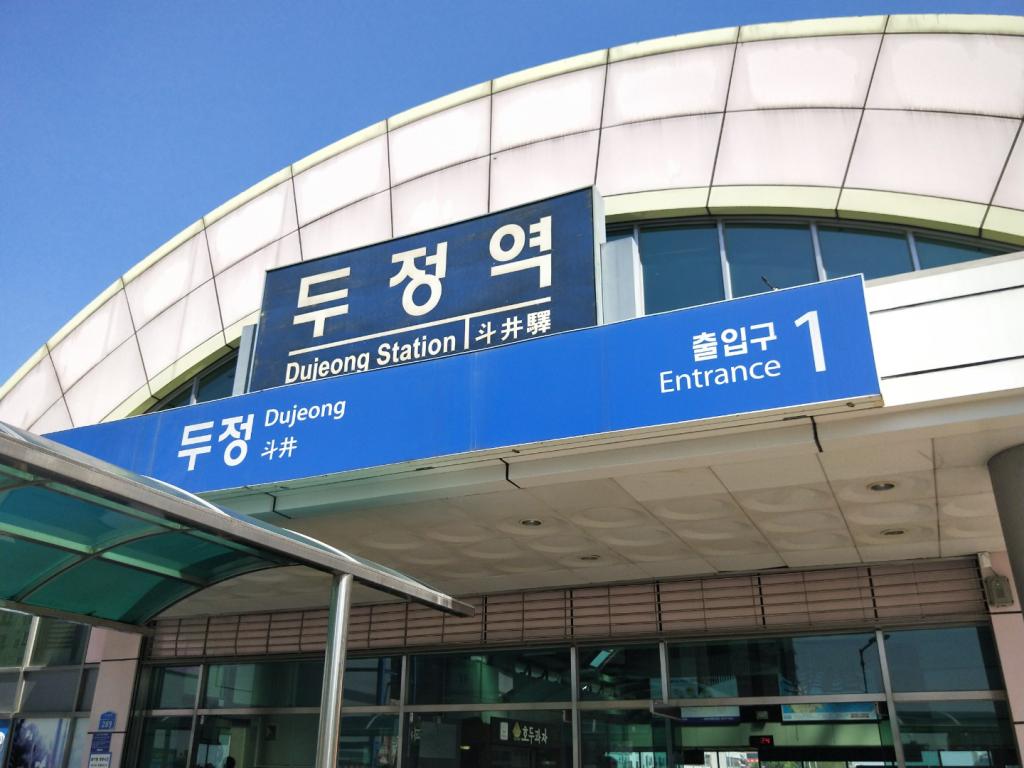 두정역
Dujeong Station 斗井驛
두정 Dujeong
斗井
출입구 1
Entrance
호두과자
289